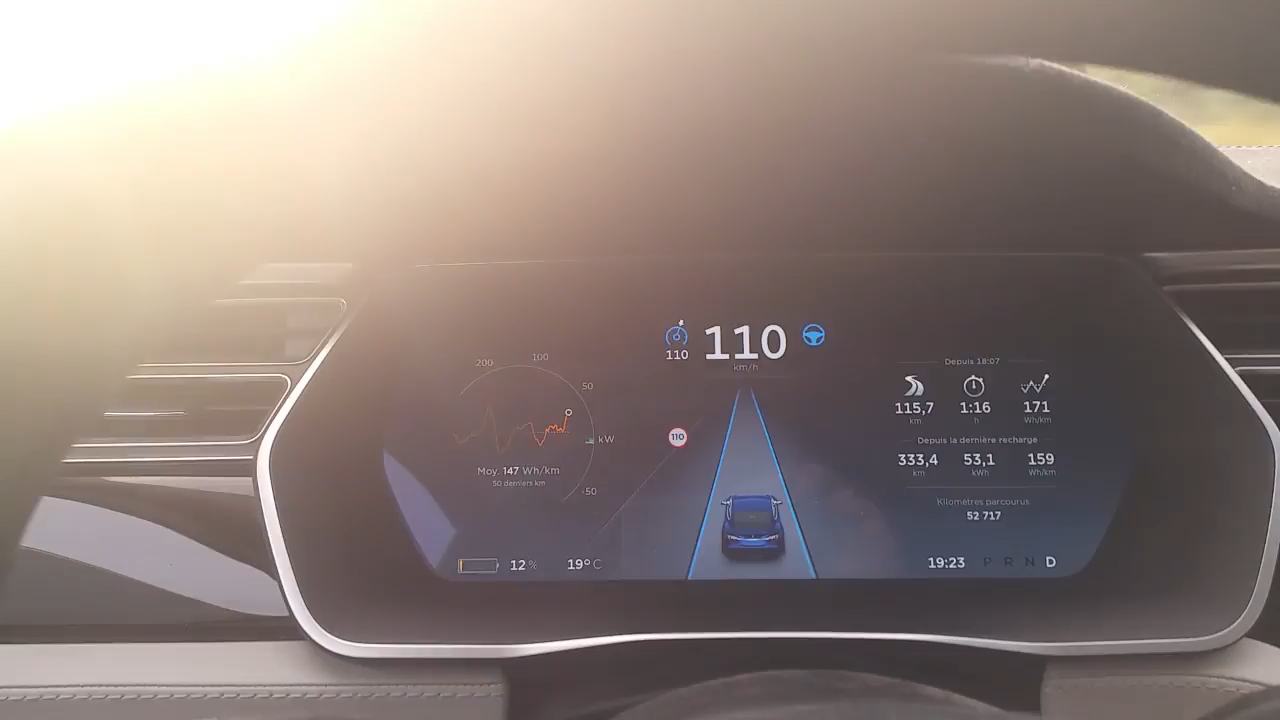 110
110
km/h
200
100
50
kW
-50
Moy. 147 Wh/km
50 derniers km
110
Depuis 18:07
115,7 1:16 171
km h Wh/km
Depuis la dernière recharge
333,4 53,1 159
km kWh Wh/km
Kilomètres parcourus
52 717
12 % 19°C
19:23 P R N D